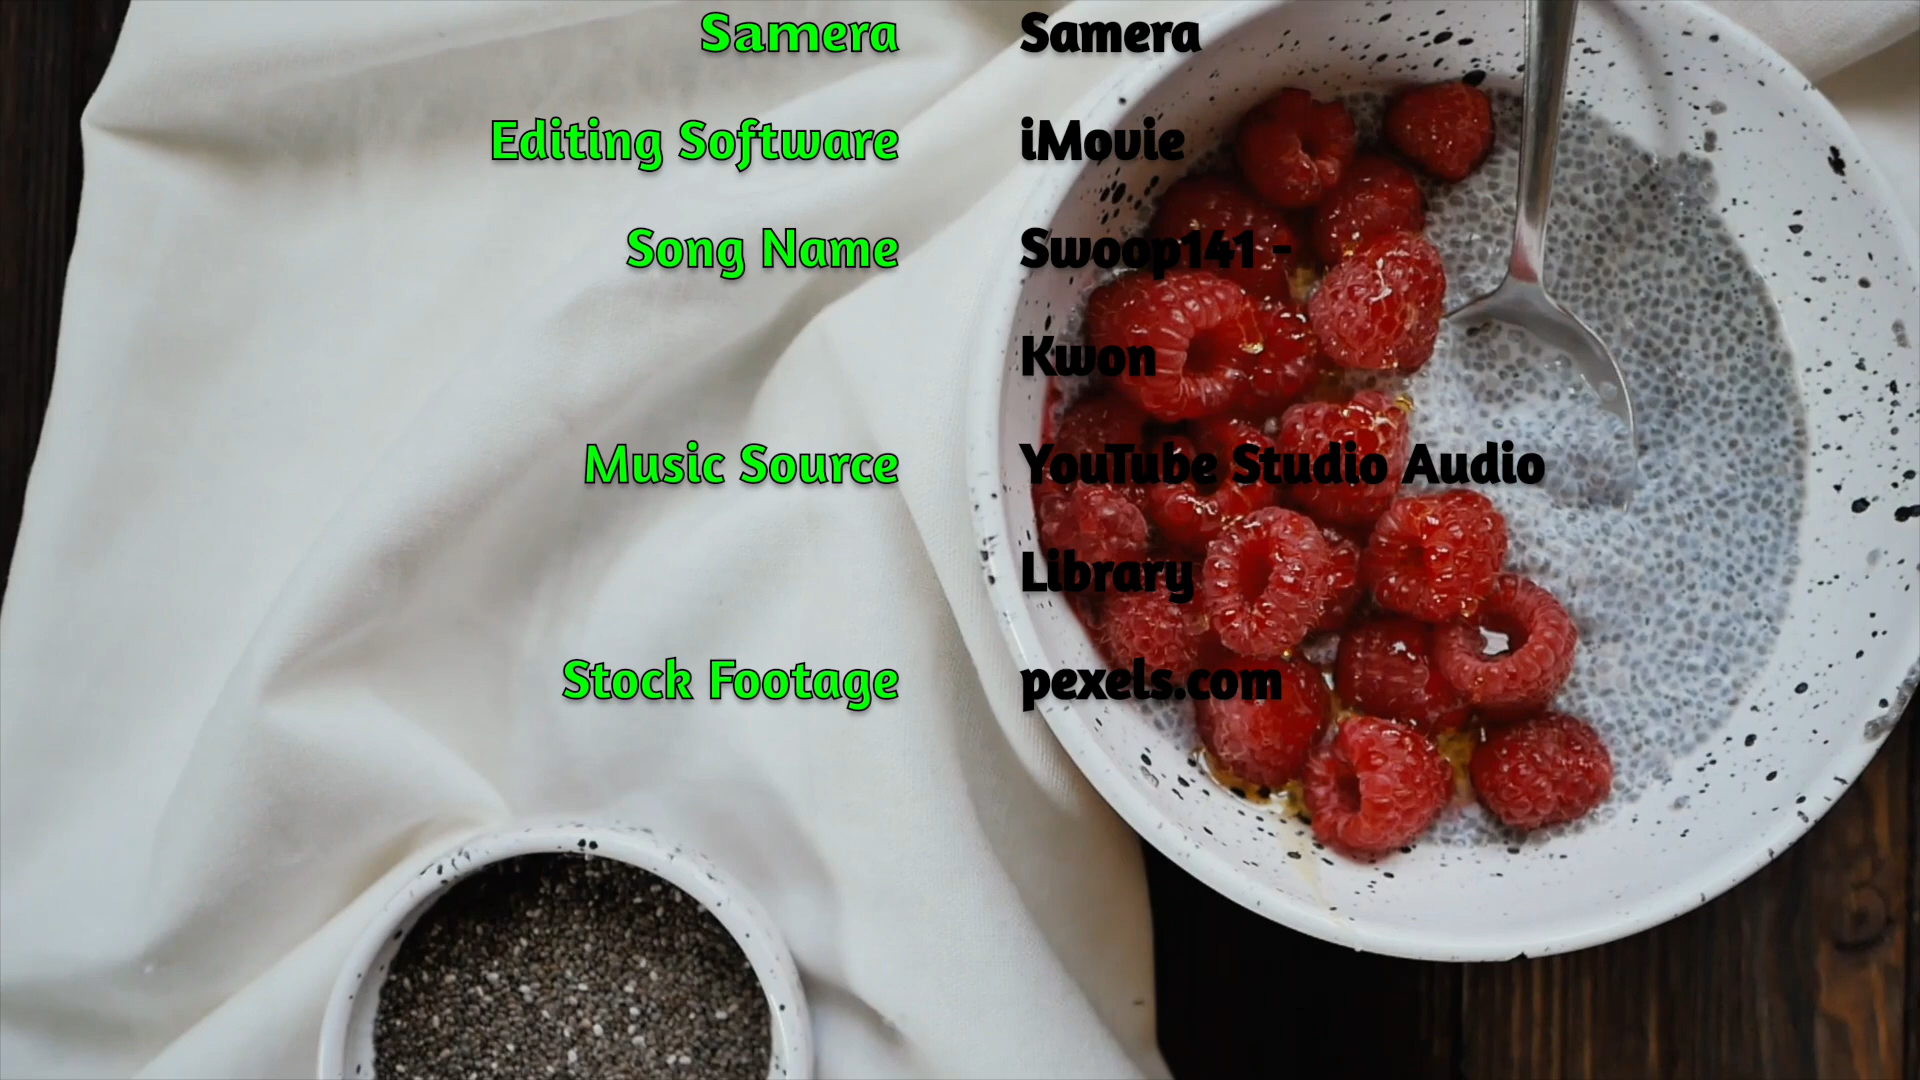 Samera Samera
Editing Software iMovie
Song Name Swoop141 -
Kwon
Music Source YouTube Studio Audio
Library
Stock Footage pexels.com